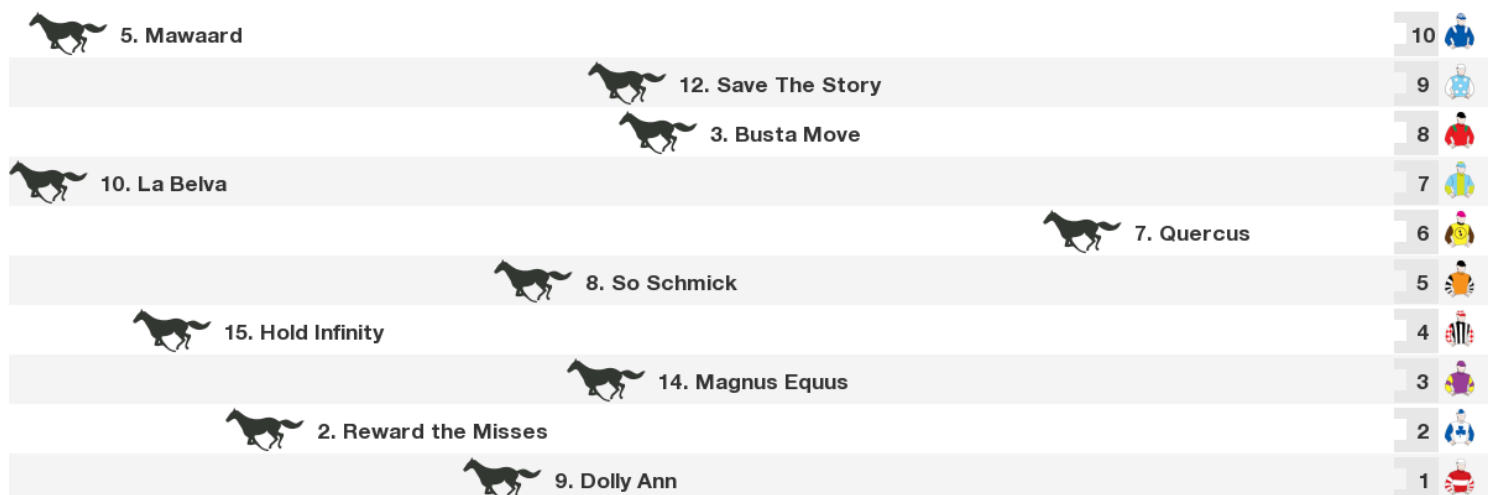 5. Mawaard 10
12. Save The Story 9
3. Busta Move 8
10. La Belva 7
7. Quercus 6
8. So Schmick 5
15. Hold Infinity 4
14. Magnus Equus 3
2. Reward the Misses 2
9. Dolly Ann 1